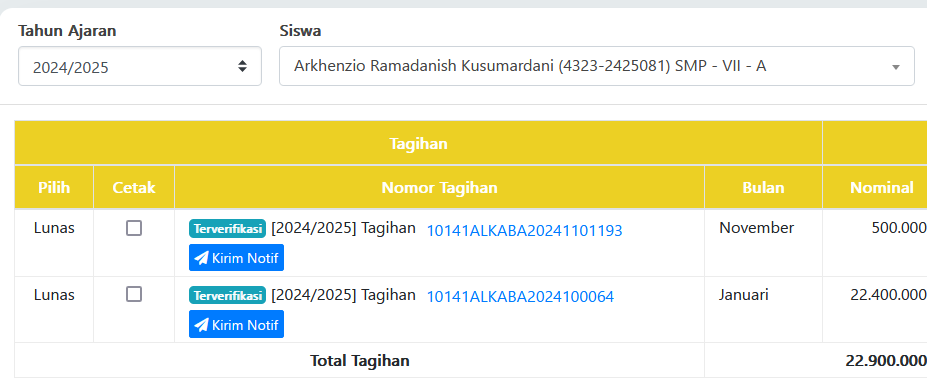 Tahun Ajaran Siswa
2024/2025 Arkhenzio Ramadanish Kusumardani (4323-2425081) SMP - VII - A
Tagihan
Pilih Cetak Nomor Tagihan Bulan Nominal
Lunas Terverifikasi [2024/2025] Tagihan 10141ALKABA20241101193 November 500.000
Kirim Notif
Lunas Terverifikasi [2024/2025] Tagihan 10141ALKABA2024100064 Januari 22.400.000
Kirim Notif
Total Tagihan 22.900.000